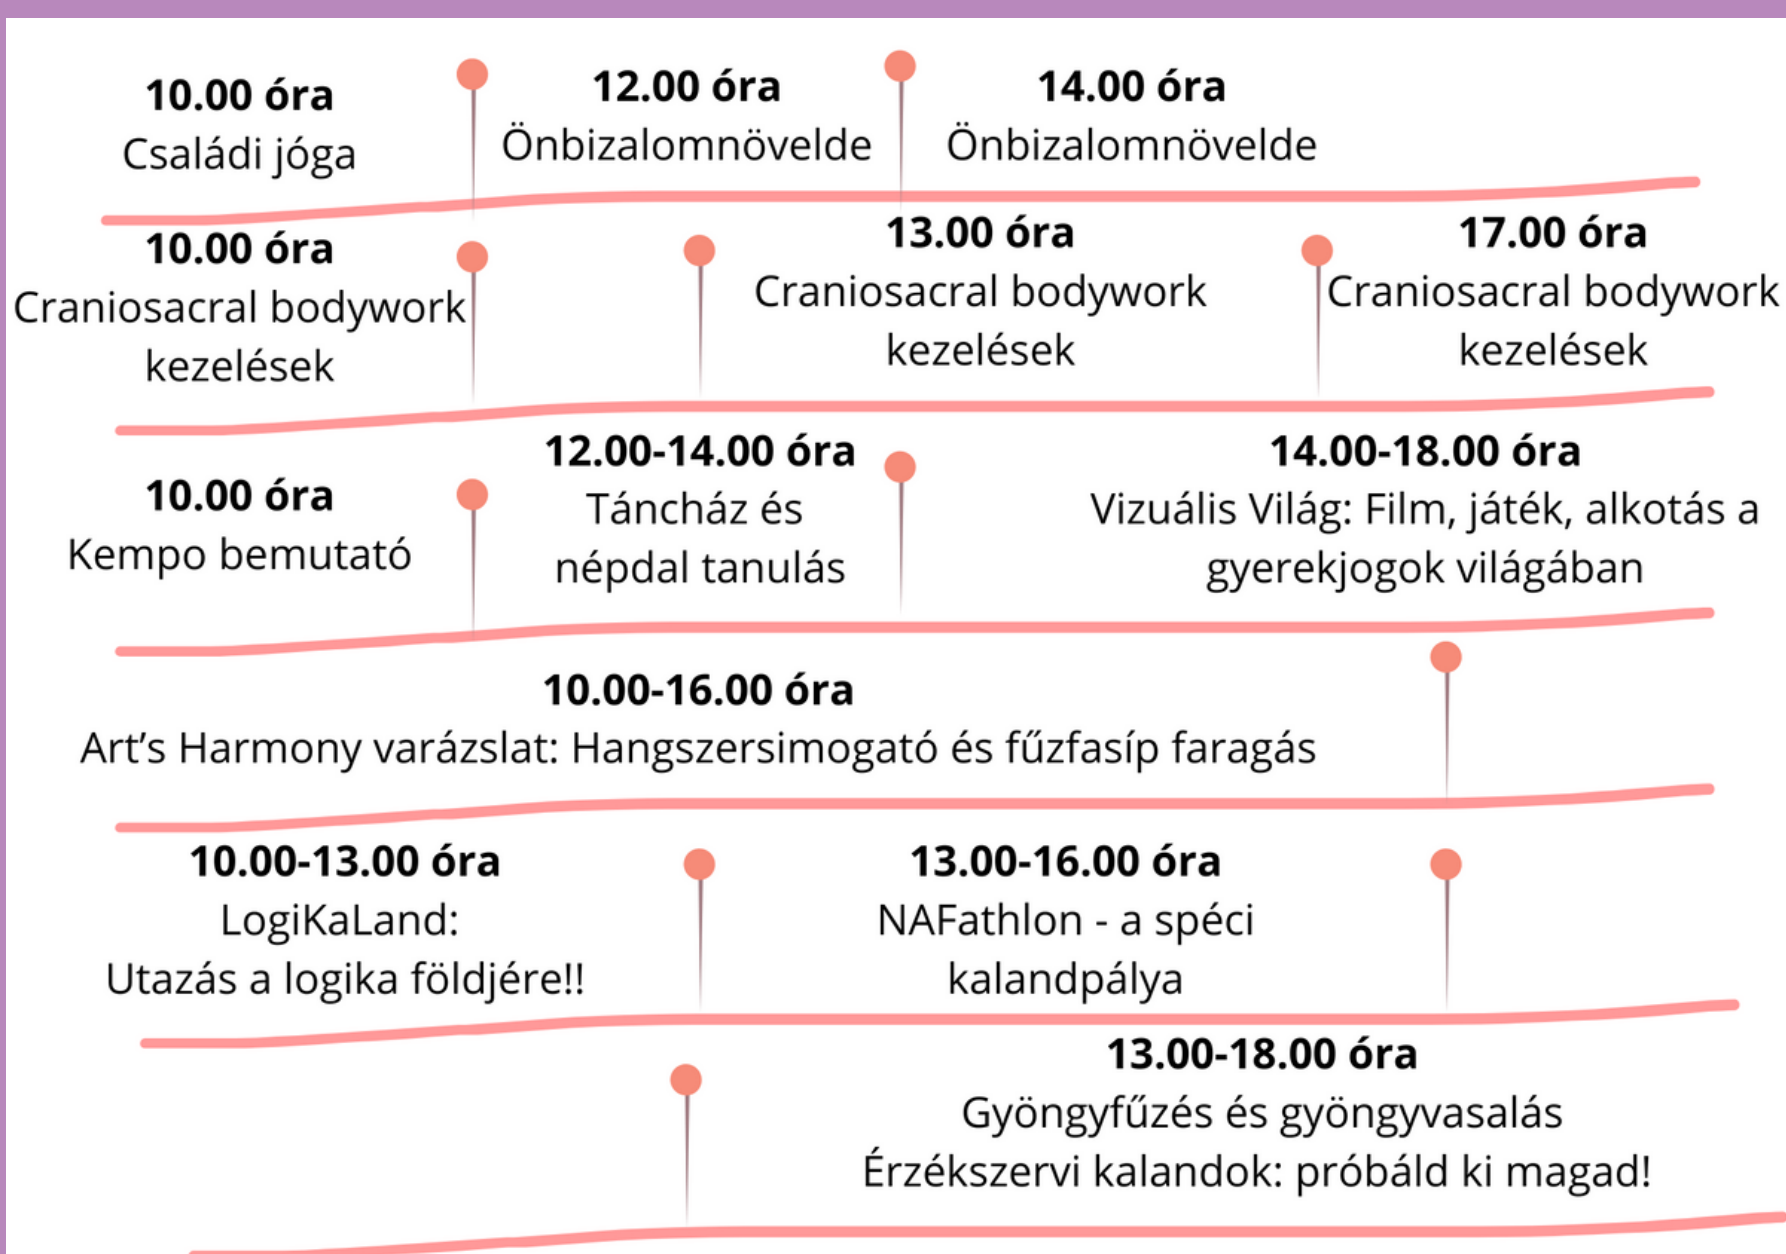 10.00 óra
Családi jóga
12.00 óra
Önbizalomnövelde
14.00 óra
Önbizalomnövelde
10.00 óra
Craniosacral bodywork
kezelések
13.00 óra
Craniosacral bodywork
kezelések
17.00 óra
Craniosacral bodywork
kezelések
10.00 óra
Kempo bemutató
12.00-14.00 óra
Táncház és
népdal tanulás
14.00-18.00 óra
Vizuális Világ: Film, játék, alkotás a
gyerekjogok világában
10.00-16.00 óra
Art’s Harmony varázslat: Hangszersimogató és fűzfasíp faragás
10.00-13.00 óra
LogiKaLand:
Utazás a logika földjére!!
13.00-16.00 óra
NAFathlon - a spéci
kalandpálya
13.00-18.00 óra
Gyöngyfűzés és gyöngyvasalás
Érzékszervi kalandok: próbáld ki magad!